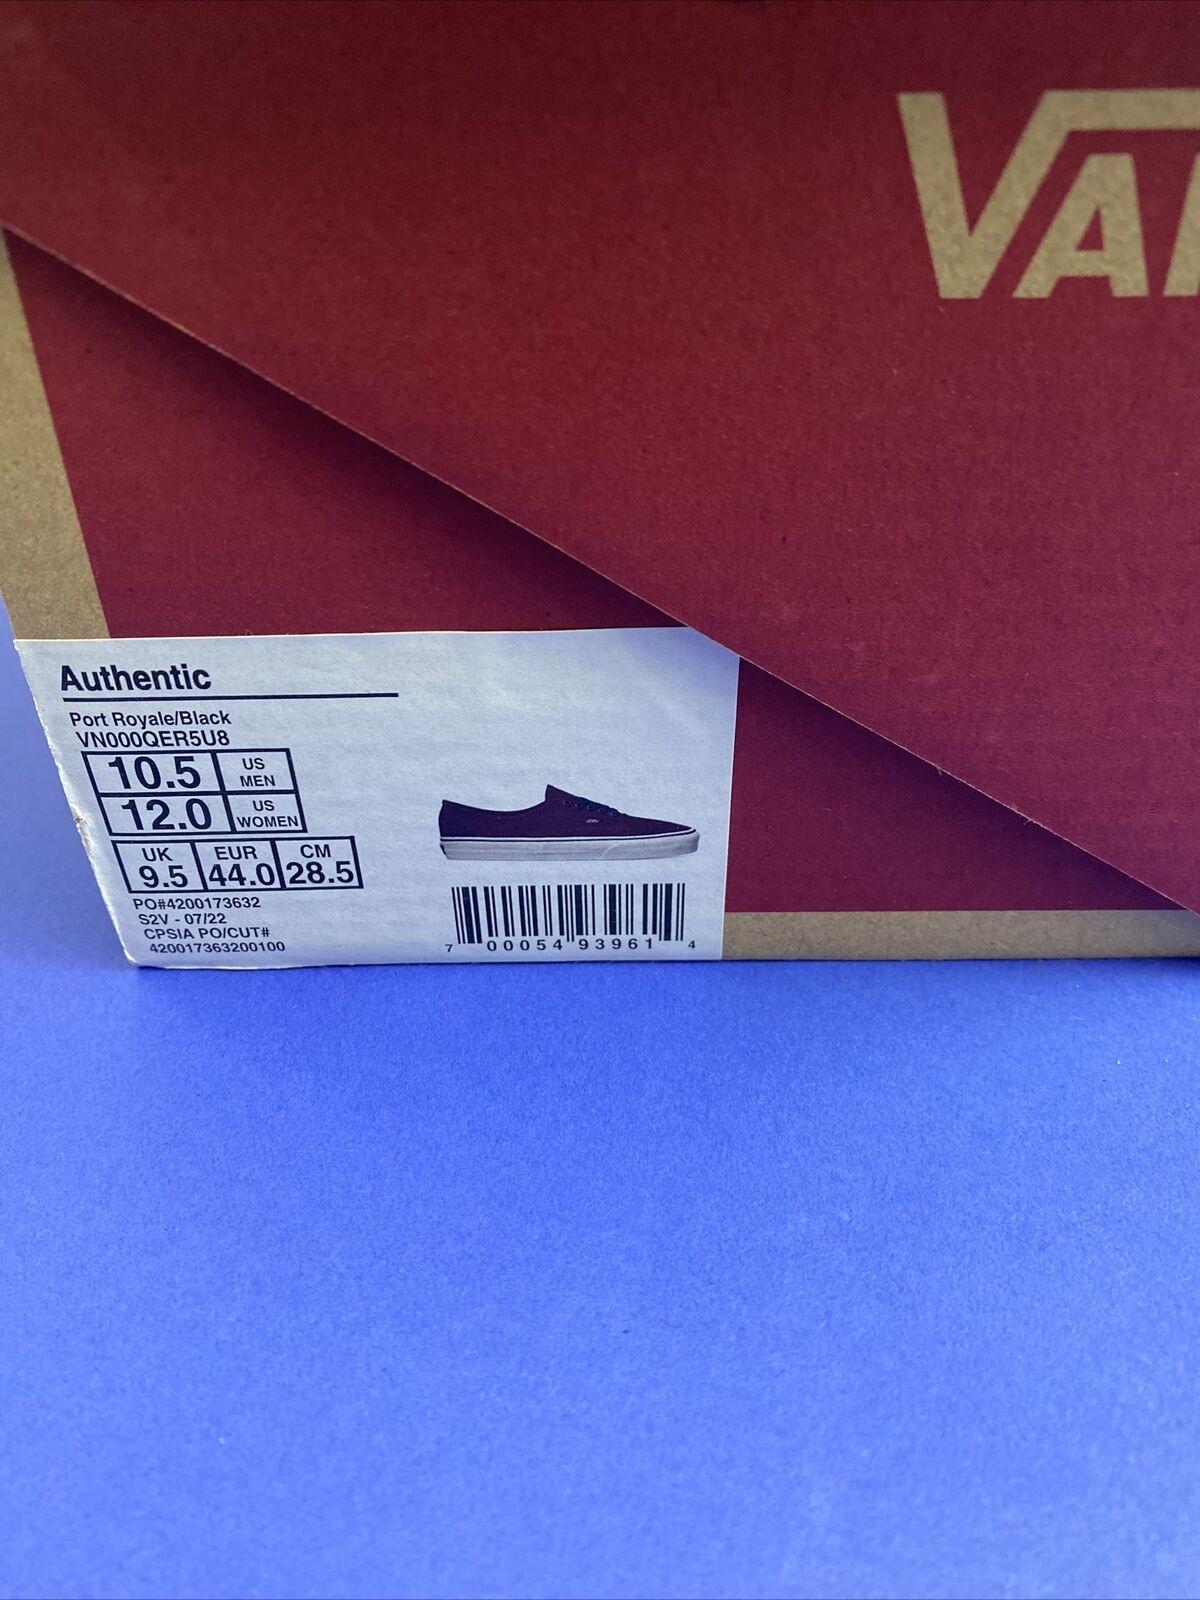 VA
Authentic
Port Royale/Black
VN000QER5U8
10.5 US MEN
12.0 US WOMEN
UK 9.5 EUR 44.0 CM 28.5
PO#4200173632
S2V - 07/22
CPSIA PO/CUT#
420017363200100
7 00054 93961 4